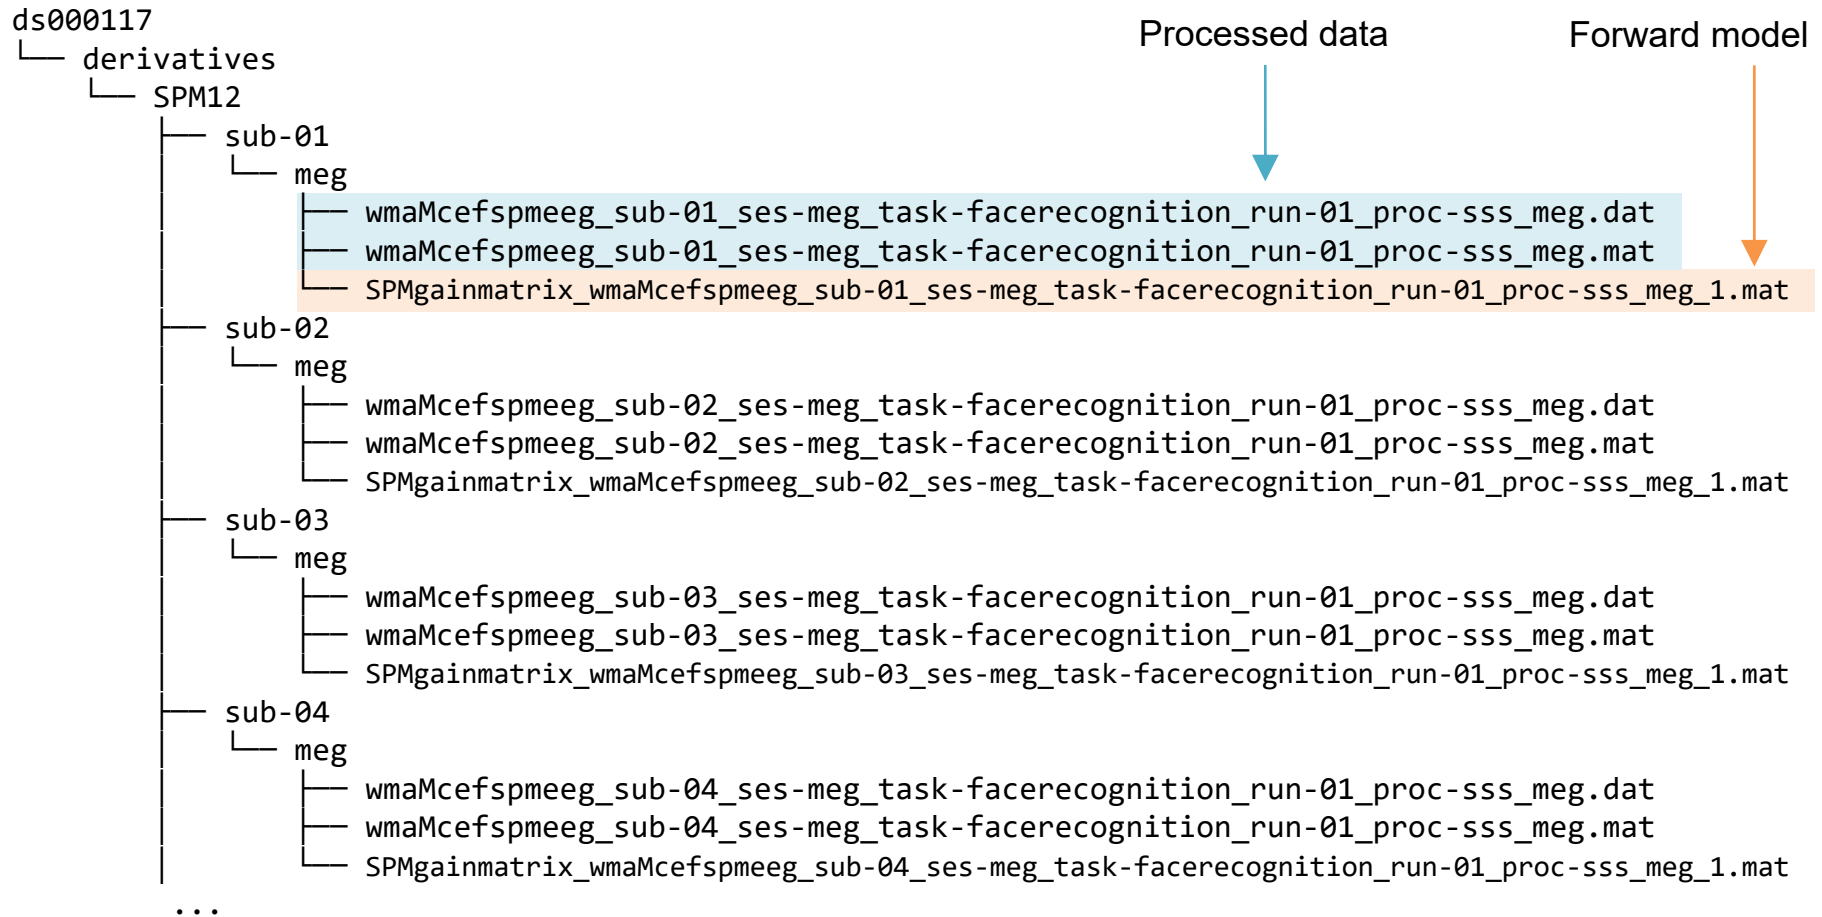 ds000117
Processed data
Forward model
└── derivatives
└── SPM12
├── sub-01
│ └── meg
│ ├── wmaMcefspmeeg_sub-01_ses-meg_task-facerecognition_run-01_proc-sss_meg.dat
│ ├── wmaMcefspmeeg_sub-01_ses-meg_task-facerecognition_run-01_proc-sss_meg.mat
│ └── SPMgainmatrix_wmaMcefspmeeg_sub-01_ses-meg_task-facerecognition_run-01_proc-sss_meg_1.mat
├── sub-02
│ └── meg
│ ├── wmaMcefspmeeg_sub-02_ses-meg_task-facerecognition_run-01_proc-sss_meg.dat
│ ├── wmaMcefspmeeg_sub-02_ses-meg_task-facerecognition_run-01_proc-sss_meg.mat
│ └── SPMgainmatrix_wmaMcefspmeeg_sub-02_ses-meg_task-facerecognition_run-01_proc-sss_meg_1.mat
├── sub-03
│ └── meg
│ ├── wmaMcefspmeeg_sub-03_ses-meg_task-facerecognition_run-01_proc-sss_meg.dat
│ ├── wmaMcefspmeeg_sub-03_ses-meg_task-facerecognition_run-01_proc-sss_meg.mat
│ └── SPMgainmatrix_wmaMcefspmeeg_sub-03_ses-meg_task-facerecognition_run-01_proc-sss_meg_1.mat
├── sub-04
│ └── meg
│ ├── wmaMcefspmeeg_sub-04_ses-meg_task-facerecognition_run-01_proc-sss_meg.dat
│ ├── wmaMcefspmeeg_sub-04_ses-meg_task-facerecognition_run-01_proc-sss_meg.mat
│ └── SPMgainmatrix_wmaMcefspmeeg_sub-04_ses-meg_task-facerecognition_run-01_proc-sss_meg_1.mat
...